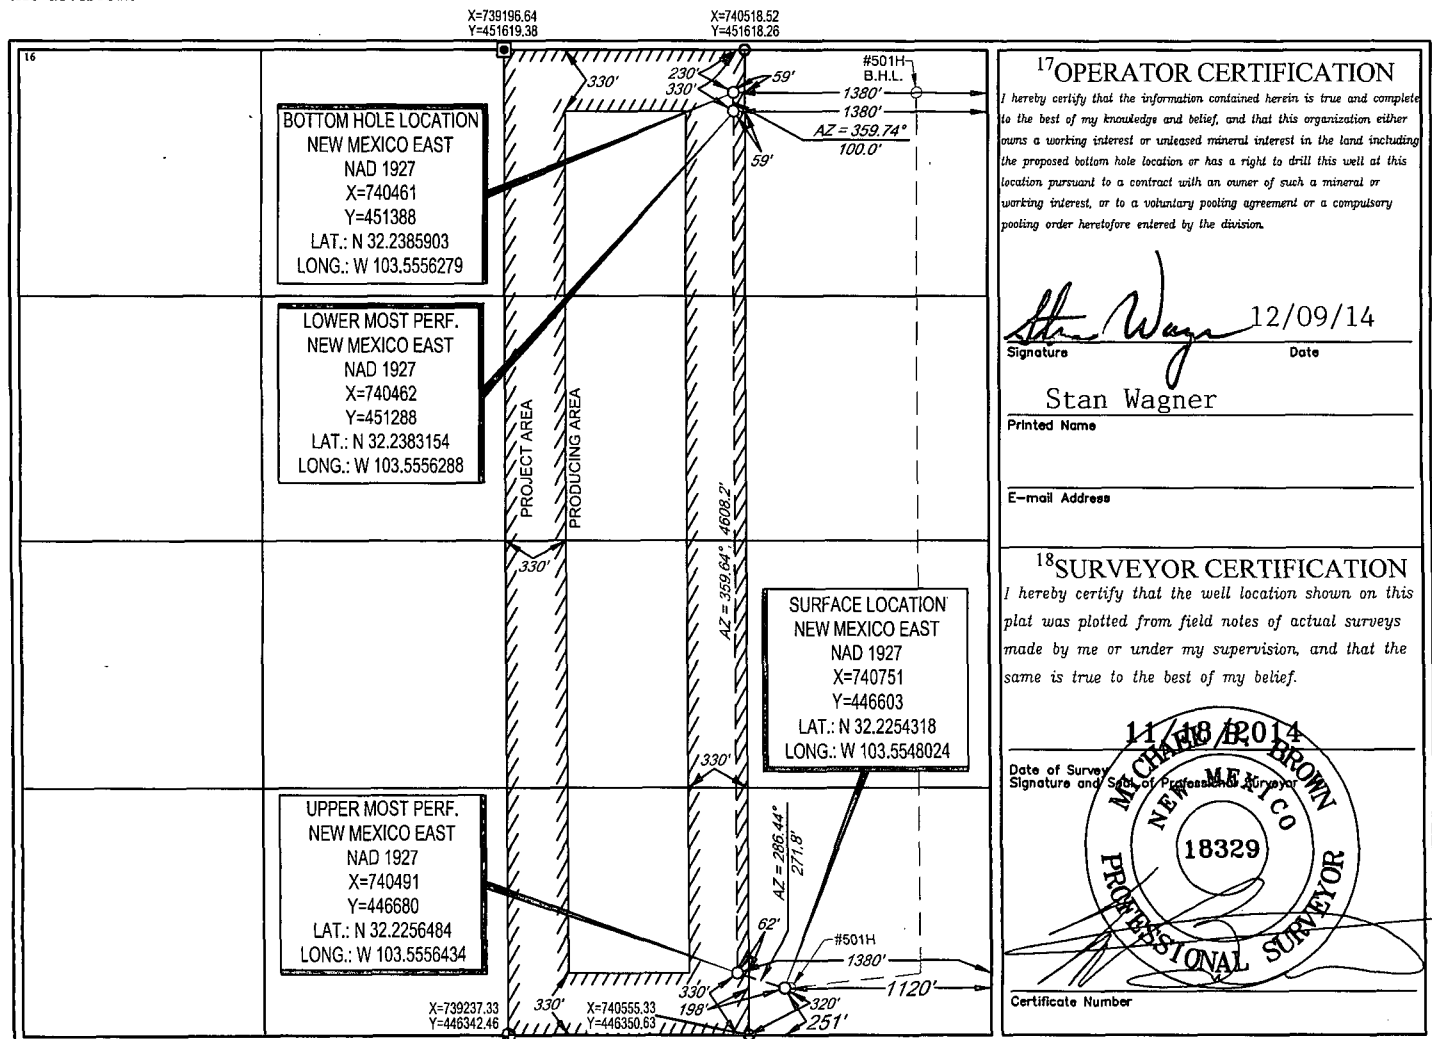 X=739196.64
Y=451619.38
X=740518.52
Y=451618.26
16
330'
230'
330'
59'
#501H
B.H.L.
1380'
1380'
AZ = 359.74°
100.0'
59'
BOTTOM HOLE LOCATION
NEW MEXICO EAST
NAD 1927
X=740461
Y=451388
LAT.: N 32.2385903
LONG.: W 103.5556279
LOWER MOST PERF.
NEW MEXICO EAST
NAD 1927
X=740462
Y=451288
LAT.: N 32.2383154
LONG.: W 103.5556288
PROJECT AREA
PRODUCING AREA
330'
AZ = 359.64°, 4608.2'
SURFACE LOCATION
NEW MEXICO EAST
NAD 1927
X=740751
Y=446603
LAT.: N 32.2254318
LONG.: W 103.5548024
330'
UPPER MOST PERF.
NEW MEXICO EAST
NAD 1927
X=740491
Y=446680
LAT.: N 32.2256484
LONG.: W 103.5556434
AZ = 286.44°
271.8'
62'
#501H
1380'
1120'
330'
198'
320'
251'
330'
X=739237.33
Y=446342.46
X=740555.33
Y=446350.63
17 OPERATOR CERTIFICATION
I hereby certify that the information contained herein is true and complete
to the best of my knowledge and belief, and that this organization either
owns a working interest or unleased mineral interest in the land including
the proposed bottom hole location or has a right to drill this well at this
location pursuant to a contract with an owner of such a mineral or
working interest, or to a voluntary pooling agreement or a compulsory
pooling order heretofore entered by the division.
12/09/14
Signature Date
Stan Wagner
Printed Name
E-mail Address
18 SURVEYOR CERTIFICATION
I hereby certify that the well location shown on this
plat was plotted from field notes of actual surveys
made by me or under my supervision, and that the
same is true to the best of my belief.
11/18/2014
Date of Survey
Signature and Seal of Professional Surveyor
MICHAEL B. BROWN
NEW MEXICO
18329
PROFESSIONAL SURVEYOR
Certificate Number